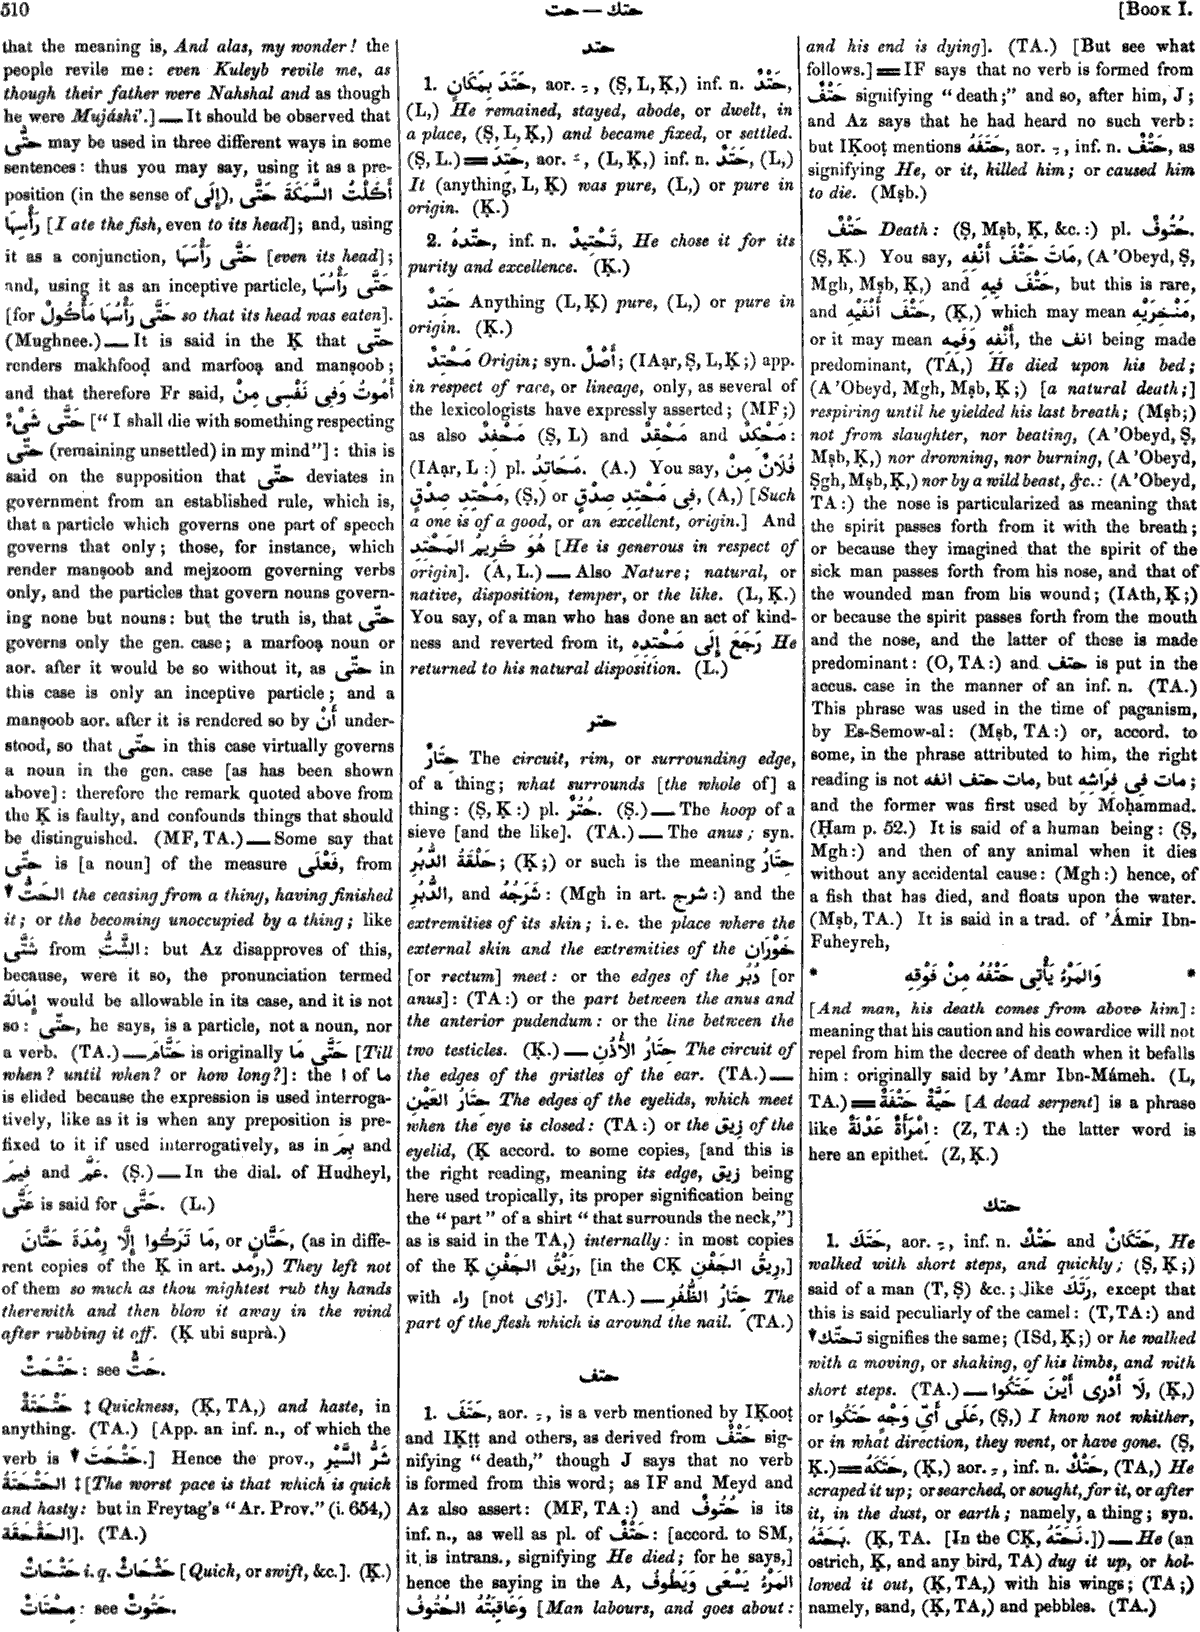 510
حتك — حت
[BOOK I.
that the meaning is, And alas, my wonder! the
people revile me: even Kuleyb revile me, as
though their father were Nahshal and as though
he were Mujáshi'.] — It should be observed that
حَتَّى may be used in three different ways in some
sentences: thus you may say, using it as a pre-
position (in the sense of إِلَى), أَكَلْتُ السَّمَكَةَ حَتَّى
رَأْسِهَا [I ate the fish, even to its head]; and, using
it as a conjunction, حَتَّى رَأْسَهَا [even its head];
and, using it as an inceptive particle, حَتَّى رَأْسُهَا
[for حَتَّى رَأْسُهَا مَأْكُولٌ so that its head was eaten].
(Mughnee.) — It is said in the Ḳ that حَتَّى
renders makhfooḍ and marfooạ and manṣoob;
and that therefore Fr said, أَمُوتُ وَفِى نَفْسِى مِنْ
حَتَّى شَىْءٌ [“I shall die with something respecting
حَتَّى (remaining unsettled) in my mind”]: this is
said on the supposition that حَتَّى deviates in
government from an established rule, which is,
that a particle which governs one part of speech
governs that only; those, for instance, which
render manṣoob and mejzoom governing verbs
only, and the particles that govern nouns govern-
ing none but nouns: but the truth is, that حَتَّى
governs only the gen. case; a marfooạ noun or
aor. after it would be so without it, as حَتَّى in
this case is only an inceptive particle; and a
manṣoob aor. after it is rendered so by أَنْ under-
stood, so that حَتَّى in this case virtually governs
a noun in the gen. case [as has been shown
above]: therefore the remark quoted above from
the Ḳ is faulty, and confounds things that should
be distinguished. (MF, TA.) — Some say that
حَتَّى is [a noun] of the measure فَعْلَى, from
الحَتُّ the ceasing from a thing, having finished
it; or the becoming unoccupied by a thing; like
شَتَّى from الشَّتُّ: but Az disapproves of this,
because, were it so, the pronunciation termed
إِمَالَة would be allowable in its case, and it is not
so: حَتَّى, he says, is a particle, not a noun, nor
a verb. (TA.) — حَتَّامَ is originally حَتَّى مَا [Till
when? until when? or how long?]: the ا of ما
is elided because the expression is used interroga-
tively, like as it is when any preposition is pre-
fixed to it if used interrogatively, as in بِمَ and
فِيمَ and عَمَّ. (Ṣ.) — In the dial. of Hudheyl,
عَتَّى is said for حَتَّى. (L.)
مَا تَرَكُوا إِلَّا رِمْدَةَ حَتَّانَ, or حَتَّانٍ, (as in diffe-
rent copies of the Ḳ in art. رمد,) They left not
of them so much as thou mightest rub thy hands
therewith and then blow it away in the wind
after rubbing it off. (Ḳ ubi suprà.)
حَتْحَتٌ: see حَتٌّ.
حَتْحَتَةٌ ‡ Quickness, (Ḳ, TA,) and haste, in
anything. (TA.) [App. an inf. n., of which the
verb is حَتْحَتَ.] Hence the prov., شَرُّ السَّيْرِ
الحَتْحَتَةُ ‡ [The worst pace is that which is quick
and hasty: but in Freytag's “Ar. Prov.” (i. 654,)
الحَقْحَقَة]. (TA.)
حَتْحَاتٌ i. q. حَثْحَاثٌ [Quick, or swift, &c.]. (Ḳ.)
مِحْتَاتٌ: see حَتُوتٌ.
حتد
1. حَتَدَ بِمَكَانٍ, aor. ـِ, (Ṣ, L, Ḳ,) inf. n. حَتْدٌ,
(L,) He remained, stayed, abode, or dwelt, in
a place, (Ṣ, L, Ḳ,) and became fixed, or settled.
(Ṣ, L.) ═ حَتِدَ, aor. ـَ, (L, Ḳ,) inf. n. حَتَدٌ, (L,)
It (anything, L, Ḳ) was pure, (L,) or pure in
origin. (Ḳ.)
2. حتّدهُ, inf. n. تَحْتِيدٌ, He chose it for its
purity and excellence. (Ḳ.)
حَتِدٌ Anything (L, Ḳ) pure, (L,) or pure in
origin. (Ḳ.)
مَحْتِدٌ Origin; syn. أَصْلٌ; (IAạr, Ṣ, L, Ḳ;) app.
in respect of race, or lineage, only, as several of
the lexicologists have expressly asserted; (MF;)
as also مَحْفِدٌ (Ṣ, L) and مَحْقِدٌ and مَحْكِدٌ:
(IAạr, L:) pl. مَحَاتِدُ. (A.) You say, فُلَانٌ مِنْ
مَحْتِدِ صِدْقٍ, (Ṣ,) or فِى مَحْتِدِ صِدْقٍ, (A,) [Such
a one is of a good, or an excellent, origin.] And
هُوَ كَرِيمُ المَحْتِدِ [He is generous in respect of
origin]. (A, L.) — Also Nature; natural, or
native, disposition, temper, or the like. (L, Ḳ.)
You say, of a man who has done an act of kind-
ness and reverted from it, رَجَعَ إِلَى مَحْتِدِهِ He
returned to his natural disposition. (L.)
حتر
حِتَارٌ The circuit, rim, or surrounding edge,
of a thing; what surrounds [the whole of] a
thing: (Ṣ, Ḳ:) pl. حُتُرٌ. (Ṣ.) — The hoop of a
sieve [and the like]. (TA.) — The anus; syn.
حَلْقَةُ الدُّبُرِ; (Ḳ;) or such is the meaning حِتَارُ
الدُّبُرِ, and شَرَجُهُ: (Mgh in art. شرج:) and the
extremities of its skin; i. e. the place where the
external skin and the extremities of the خَوْرَان
[or rectum] meet: or the edges of the دُبُر [or
anus]: (TA:) or the part between the anus and
the anterior pudendum: or the line between the
two testicles. (Ḳ.) — حِتَارُ الأُذُنِ The circuit of
the edges of the gristles of the ear. (TA.) —
حِتَارُ العَيْنِ The edges of the eyelids, which meet
when the eye is closed: (TA:) or the زِيق of the
eyelid, (Ḳ accord. to some copies, [and this is
the right reading, meaning its edge, زيق being
here used tropically, its proper signification being
the “part” of a shirt “that surrounds the neck,”]
as is said in the TA,) internally: in most copies
of the Ḳ رَيْقُ الجَفْنِ, [in the CḲ رِيقُ الجَفْنِ,]
with راء [not زاى]. (TA.) — حِتَارُ الظُّفُرِ The
part of the flesh which is around the nail. (TA.)
حتف
1. حَتَفَ, aor. ـِ, is a verb mentioned by IḲooṭ
and IḲṭṭ and others, as derived from حَتْفٌ sig-
nifying “death,” though J says that no verb
is formed from this word; as IF and Meyd and
Az also assert: (MF, TA:) and حُتُوفٌ is its
inf. n., as well as pl. of حَتْفٌ: [accord. to SM,
it is intrans., signifying He died; for he says,]
hence the saying in the A, المَرْءُ يَسْعَى وَيَطُوفُ
وَعَاقِبَتُهُ الحُتُوفُ [Man labours, and goes about:
and his end is dying]. (TA.) [But see what
follows.] ═ IF says that no verb is formed from
حَتْفٌ signifying “death;” and so, after him, J;
and Az says that he had heard no such verb:
but IḲooṭ mentions حَتَفَهُ, aor. ـِ, inf. n. حَتْفٌ, as
signifying He, or it, killed him; or caused him
to die. (Mṣb.)
حَتْفٌ Death: (Ṣ, Mṣb, Ḳ, &c.:) pl. حُتُوفٌ.
(Ṣ, Ḳ.) You say, مَاتَ حَتْفَ أَنْفِهِ, (A'Obeyd, Ṣ,
Mgh, Mṣb, Ḳ,) and حَتْفَ فِيهِ, but this is rare,
and حَتْفَ أَنْفَيْهِ, (Ḳ,) which may mean مَنْخِرَيْهِ,
or it may mean أَنْفِهِ وَفَمِهِ, the انف being made
predominant, (TA,) He died upon his bed;
(A'Obeyd, Mgh, Mṣb, Ḳ;) [a natural death;]
respiring until he yielded his last breath; (Mṣb;)
not from slaughter, nor beating, (A'Obeyd, Ṣ,
Mṣb, Ḳ,) nor drowning, nor burning, (A'Obeyd,
Ṣgh, Mṣb, Ḳ,) nor by a wild beast, &c.: (A'Obeyd,
TA:) the nose is particularized as meaning that
the spirit passes forth from it with the breath;
or because they imagined that the spirit of the
sick man passes forth from his nose, and that of
the wounded man from his wound; (IAth, Ḳ;)
or because the spirit passes forth from the mouth
and the nose, and the latter of these is made
predominant: (O, TA:) and حتف is put in the
accus. case in the manner of an inf. n. (TA.)
This phrase was used in the time of paganism,
by Es-Semow-al: (Mṣb, TA:) or, accord. to
some, in the phrase attributed to him, the right
reading is not مات حتف انفه, but مات فى فِرَاشِهِ;
and the former was first used by Moḥammad.
(Ḥam p. 52.) It is said of a human being: (Ṣ,
Mgh:) and then of any animal when it dies
without any accidental cause: (Mgh:) hence, of
a fish that has died, and floats upon the water.
(Mṣb, TA.) It is said in a trad. of 'Ámir Ibn-
Fuheyreh,
* وَالمَرْءُ يَأْتِى حَتْفُهُ مِنْ فَوْقِهِ *
[And man, his death comes from above him]:
meaning that his caution and his cowardice will not
repel from him the decree of death when it befalls
him: originally said by 'Amr Ibn-Mámeh. (L,
TA.) ═ حَيَّةٌ حَتْفَةٌ [A dead serpent] is a phrase
like اِمْرَأَةٌ عَدْلَةٌ: (Z, TA:) the latter word is
here an epithet. (Z, Ḳ.)
حتك
1. حَتَكَ, aor. ـِ, inf. n. حَتْكٌ and حَتَكَانٌ, He
walked with short steps, and quickly; (Ṣ, Ḳ;)
said of a man (T, Ṣ) &c.; like رَتَكَ, except that
this is said peculiarly of the camel: (T, TA:) and
تحتّك signifies the same; (ISd, Ḳ;) or he walked
with a moving, or shaking, of his limbs, and with
short steps. (TA.) — لَا أَدْرِى أَيْنَ حَتَكُوا, (Ḳ,)
or عَلَى أَىِّ وَجْهٍ حَتَكُوا, (Ṣ,) I know not whither,
or in what direction, they went, or have gone. (Ṣ,
Ḳ.) ═ حَتَكَهُ, (Ḳ,) aor. ـِ, inf. n. حَتْكٌ, (TA,) He
scraped it up; or searched, or sought, for it, or after
it, in the dust, or earth; namely, a thing; syn.
بَحَثَهُ. (Ḳ, TA. [In the CḲ, نَحَتَهُ.]) — He (an
ostrich, Ḳ, and any bird, TA) dug it up, or hol-
lowed it out, (Ḳ, TA,) with his wings; (TA;)
namely, sand, (Ḳ, TA,) and pebbles. (TA.)